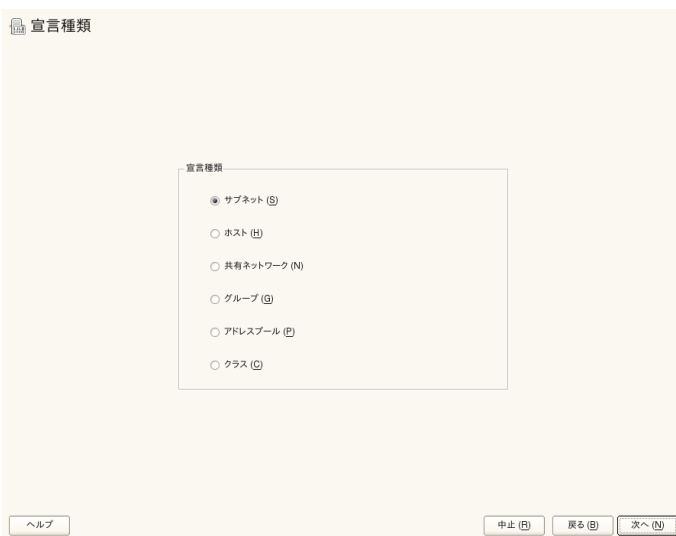 宣言種類
宣言種類
サブネット (S)
ホスト (H)
共有ネットワーク (N)
グループ (G)
アドレスプール (P)
クラス (C)
ヘルプ
中止 (R)
戻る (B)
次へ (N)